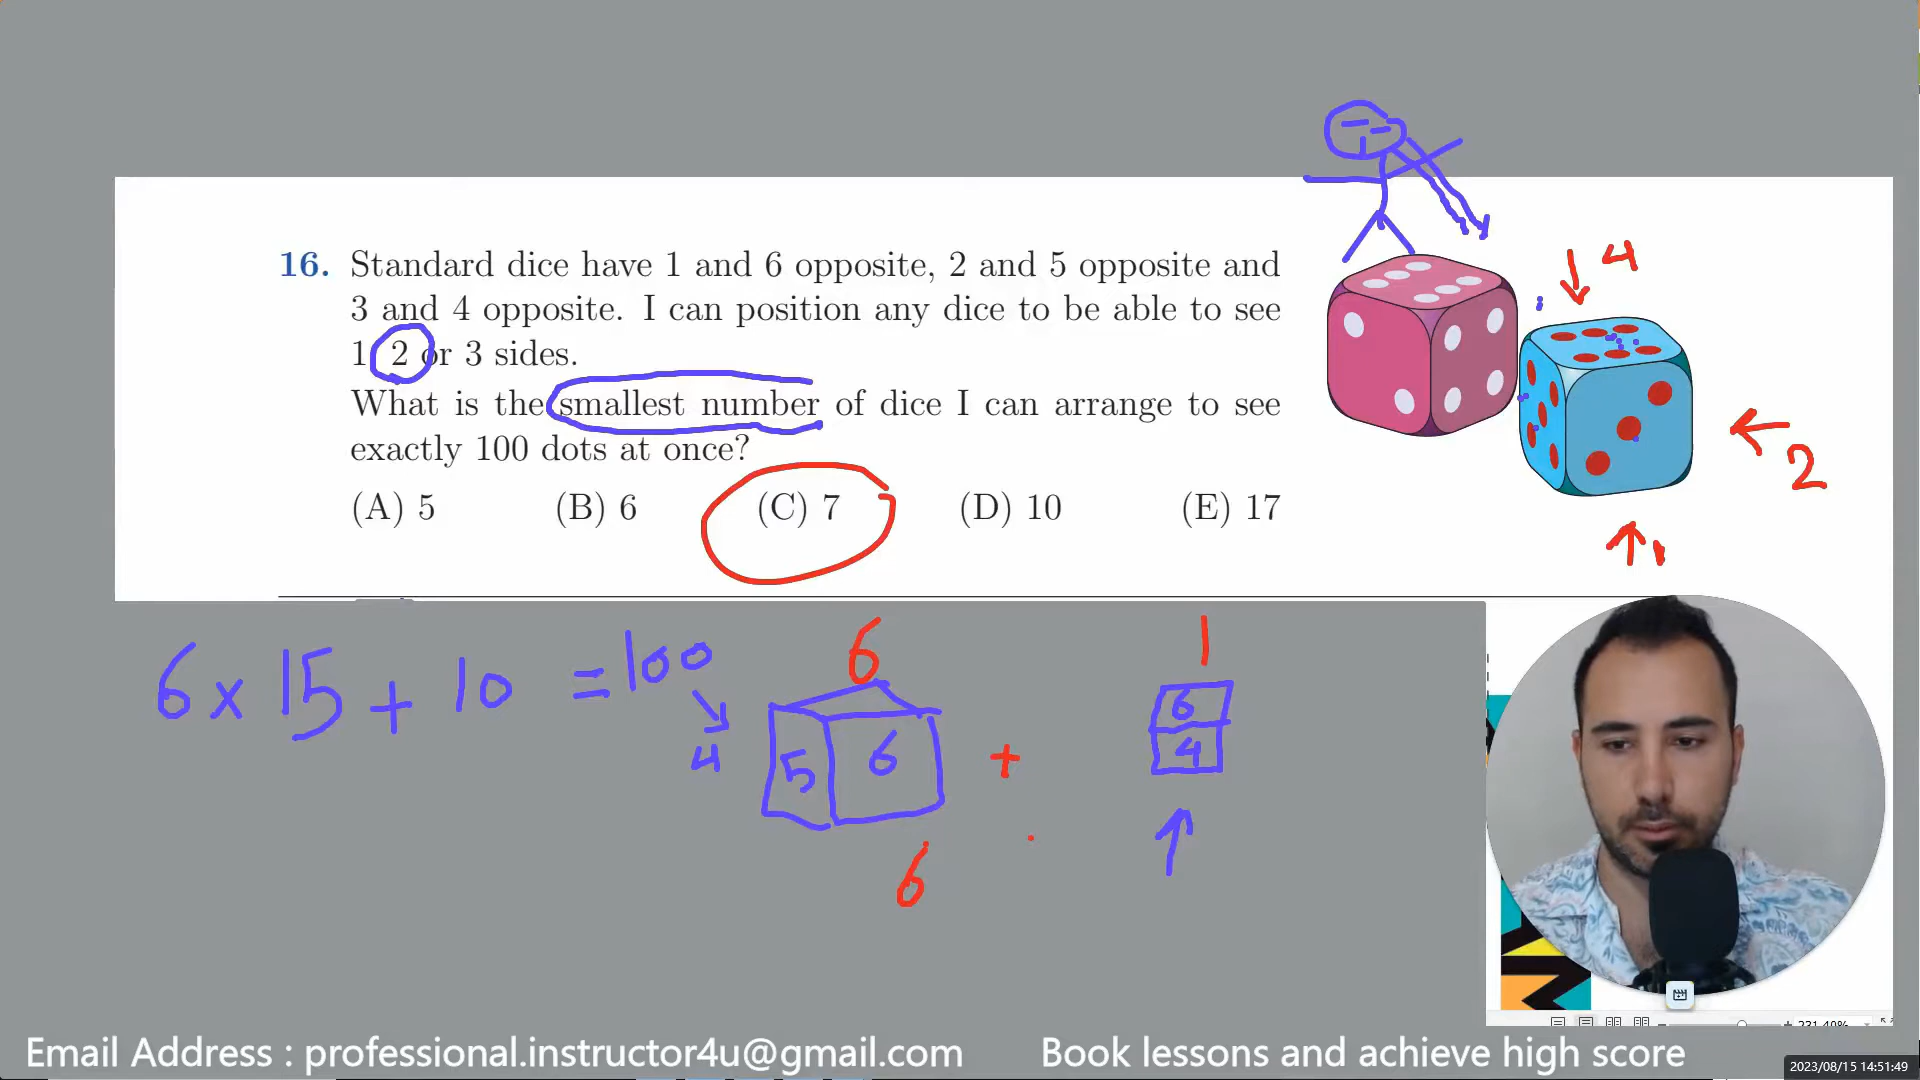 16. Standard dice have 1 and 6 opposite, 2 and 5 opposite and
3 and 4 opposite. I can position any dice to be able to see
1, 2 or 3 sides.
What is the smallest number of dice I can arrange to see
exactly 100 dots at once?
(A) 5 (B) 6 (C) 7 (D) 10 (E) 17
4
2
1
6 x 15 + 10 = 100
4
6
5 6
6
+
1
6
4
231.40%
Email Address : professional.instructor4u@gmail.com Book lessons and achieve high score
2023/08/15 14:51:49